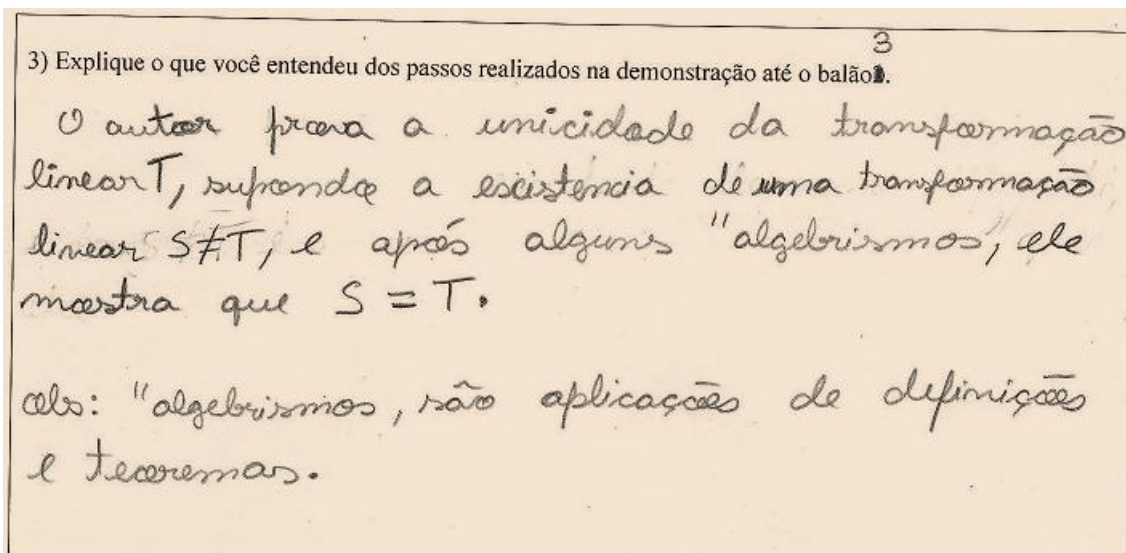 3) Explique o que você entendeu dos passos realizados na demonstração até o balão 3.
O autor prova a unicidade da transformação
linear T, supondo a escistencia de uma transformação
linear S≠T, e após alguns "algebrismos, ele
mostra que S = T.
obs: "algebrismos, são aplicações de definições
e teoremas.